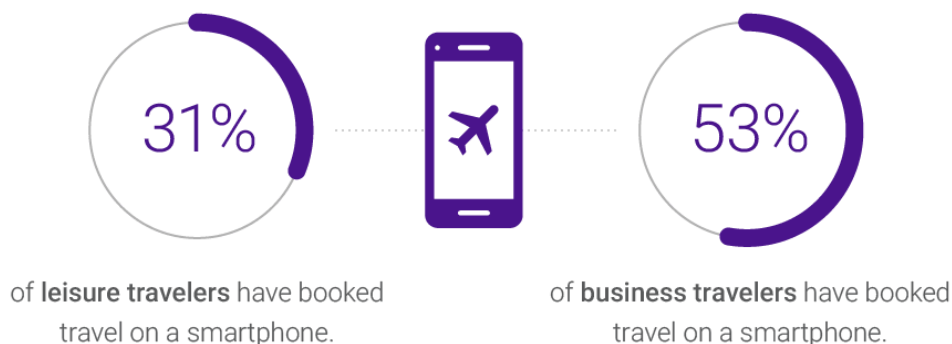 31%
of leisure travelers have booked
travel on a smartphone.
53%
of business travelers have booked
travel on a smartphone.